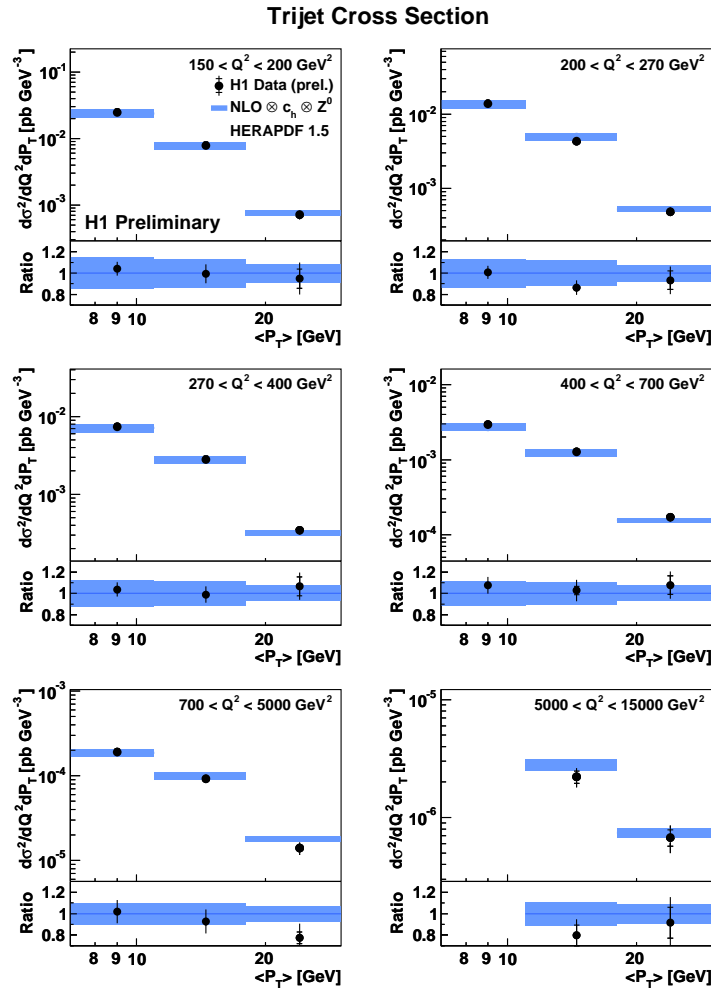 Trijet Cross Section
dσ²/dQ²dP_T [pb GeV⁻³]
10⁻¹
10⁻²
10⁻³
150 < Q² < 200 GeV²
H1 Data (prel.)
NLO ⊗ c_h ⊗ Z⁰
HERAPDF 1.5
H1 Preliminary
Ratio
1.2
1
0.8
8 9 10 20
<P_T> [GeV]
dσ²/dQ²dP_T [pb GeV⁻³]
10⁻²
10⁻³
200 < Q² < 270 GeV²
Ratio
1.2
1
0.8
8 9 10 20
<P_T> [GeV]
dσ²/dQ²dP_T [pb GeV⁻³]
10⁻²
10⁻³
270 < Q² < 400 GeV²
Ratio
1.2
1
0.8
8 9 10 20
<P_T> [GeV]
dσ²/dQ²dP_T [pb GeV⁻³]
10⁻²
10⁻³
10⁻⁴
400 < Q² < 700 GeV²
Ratio
1.2
1
0.8
8 9 10 20
<P_T> [GeV]
dσ²/dQ²dP_T [pb GeV⁻³]
10⁻³
10⁻⁴
10⁻⁵
700 < Q² < 5000 GeV²
Ratio
1.2
1
0.8
8 9 10 20
<P_T> [GeV]
dσ²/dQ²dP_T [pb GeV⁻³]
10⁻⁵
10⁻⁶
5000 < Q² < 15000 GeV²
Ratio
1.2
1
0.8
8 9 10 20
<P_T> [GeV]